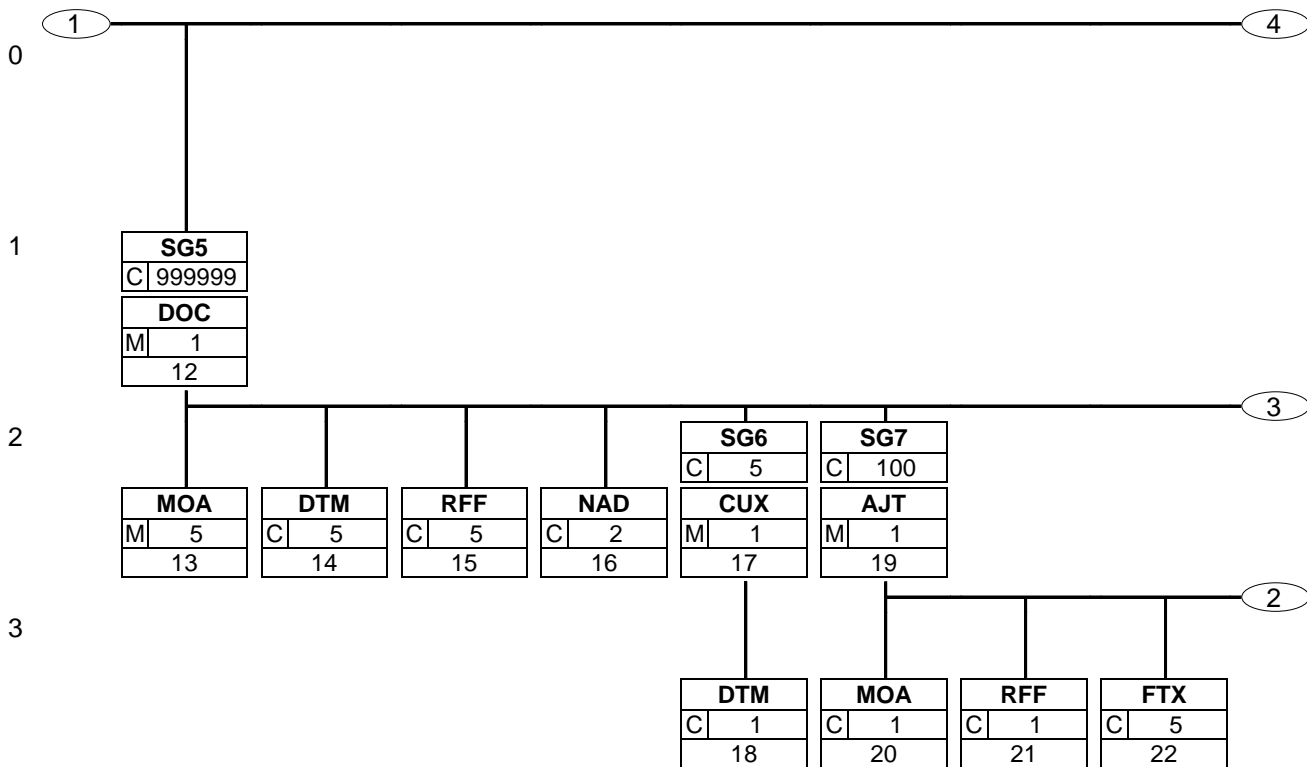 1 4
0
1
SG5
C 999999
DOC
M 1
12
3
2
SG6 SG7
C 5 C 100
MOA DTM RFF NAD CUX AJT
M 5 C 5 C 5 C 2 M 1 M 1
13 14 15 16 17 19
2
3
DTM MOA RFF FTX
C 1 C 1 C 1 C 5
18 20 21 22